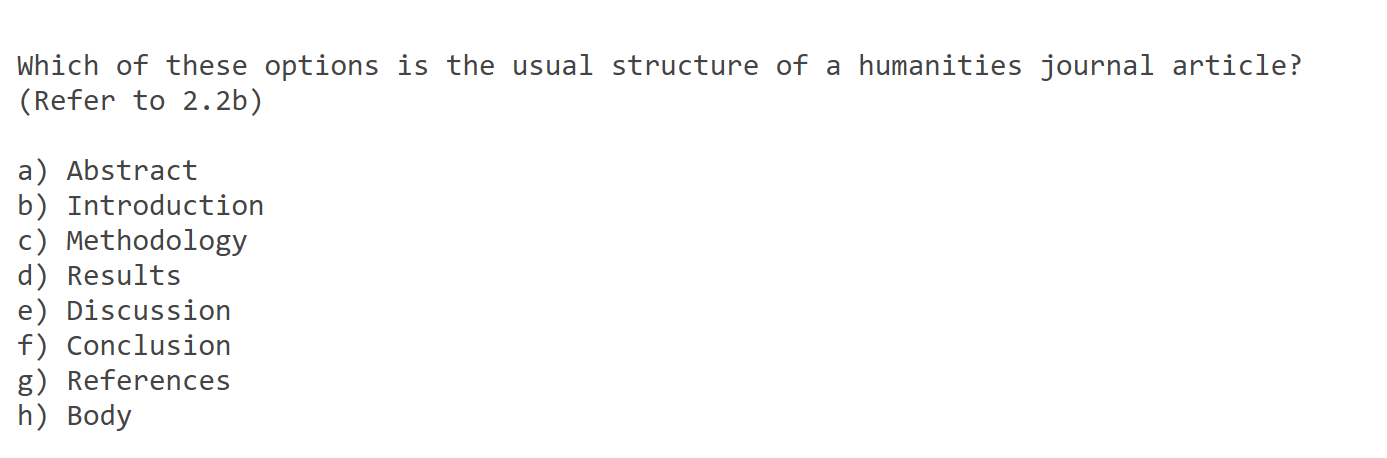 Which of these options is the usual structure of a humanities journal article?
(Refer to 2.2b)
a) Abstract
b) Introduction
c) Methodology
d) Results
e) Discussion
f) Conclusion
g) References
h) Body